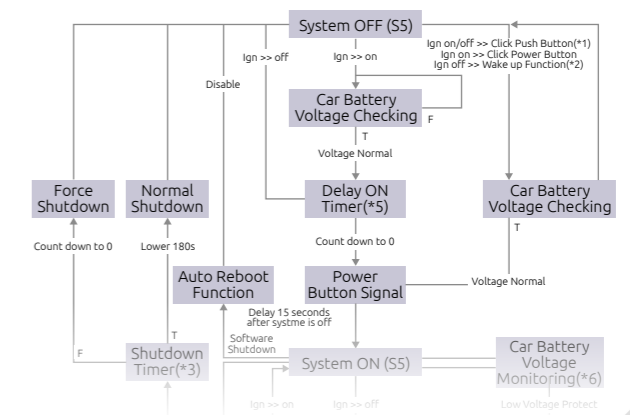 System OFF (S5)
Ign >> off
Ign >> on
Ign on/off >> Click Push Button(*1)
Ign on >> Click Power Button
Ign off >> Wake up Function(*2)
Disable
Car Battery
Voltage Checking
F
T
Voltage Normal
Force
Shutdown
Normal
Shutdown
Delay ON
Timer(*5)
Car Battery
Voltage Checking
T
Count down to 0
Lower 180s
Count down to 0
Auto Reboot
Function
Power
Button Signal
Voltage Normal
Delay 15 seconds
after systme is off
Software
Shutdown
T
F
Shutdown
Timer(*3)
System ON (S5)
Car Battery
Voltage
Monitoring(*6)
Ign >> on
Ign >> off
Low Voltage Protect